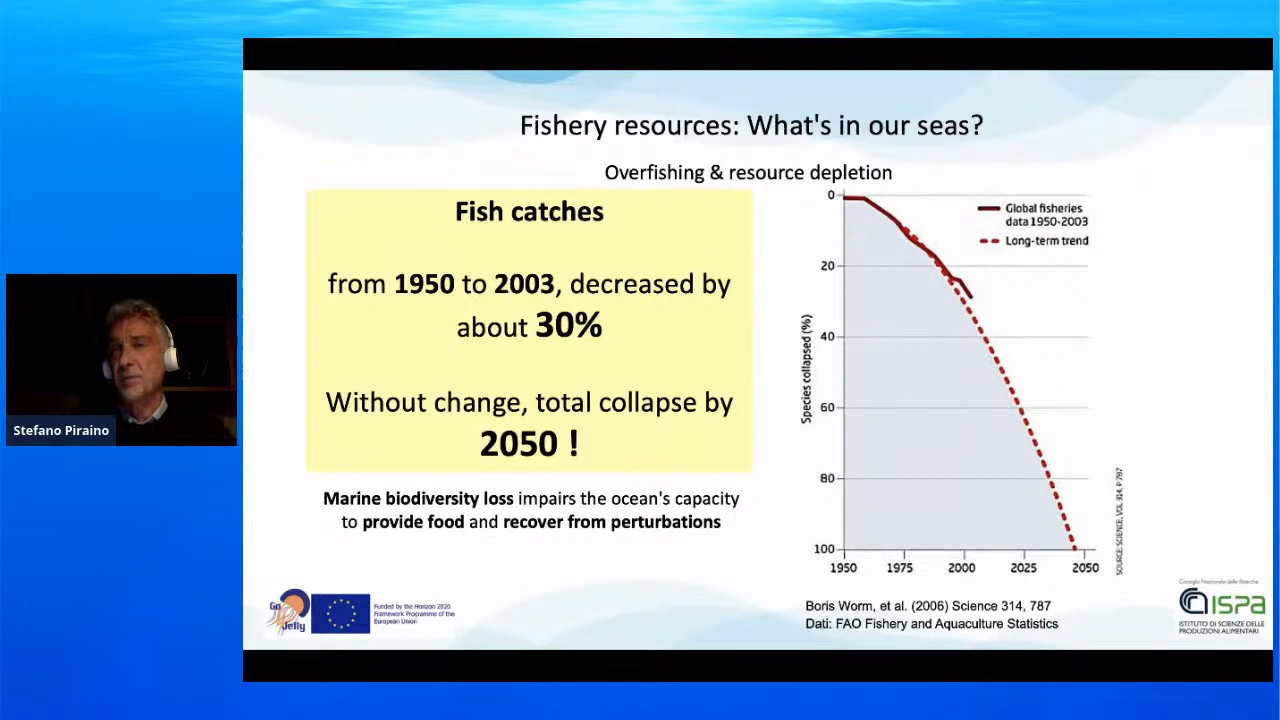 Fishery resources: What's in our seas?
Overfishing & resource depletion
Fish catches
from 1950 to 2003, decreased by
about 30%
Without change, total collapse by
2050 !
Marine biodiversity loss impairs the ocean's capacity
to provide food and recover from perturbations
Species collapsed (%)
0
20
40
60
80
100
1950
1975
2000
2025
2050
Global fisheries
data 1950-2003
Long-term trend
SOURCE: SCIENCE, VOL 314, P 787
Stefano Piraino
Go
Jelly
Funded by the Horizon 2020
Framework Programme of the
European Union
Boris Worm, et al. (2006) Science 314, 787
Dati: FAO Fishery and Aquaculture Statistics
Consiglio Nazionale delle Ricerche
ISPA
ISTITUTO DI SCIENZE DELLE
PRODUZIONI ALIMENTARI